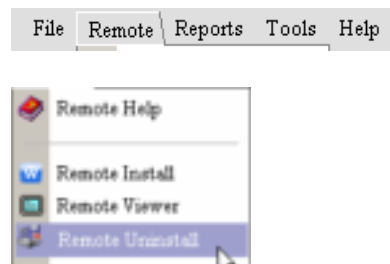 File Remote Reports Tools Help
Remote Help
Remote Install
Remote Viewer
Remote Uninstall